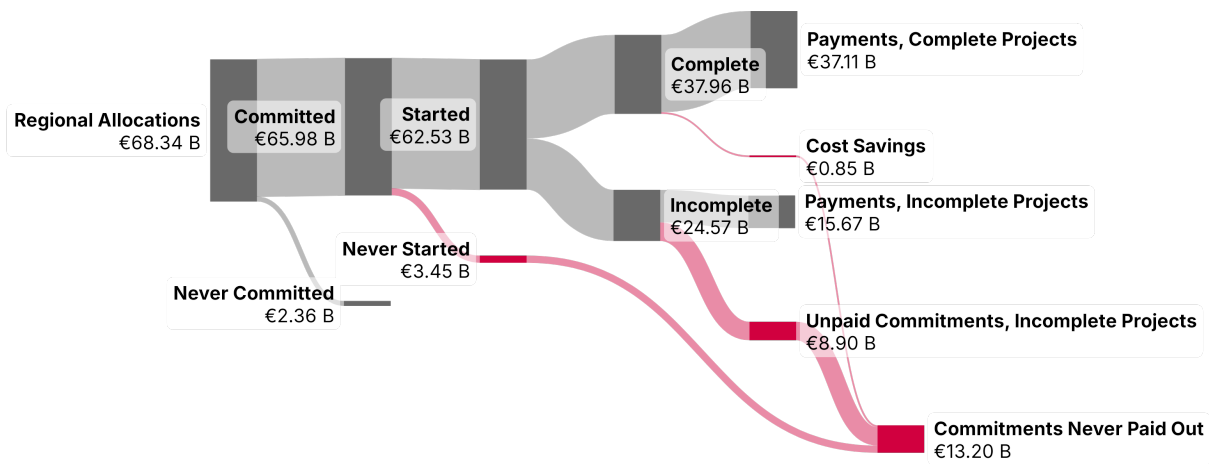 Regional Allocations
€68.34 B
Committed
€65.98 B
Never Committed
€2.36 B
Started
€62.53 B
Never Started
€3.45 B
Complete
€37.96 B
Incomplete
€24.57 B
Payments, Complete Projects
€37.11 B
Cost Savings
€0.85 B
Payments, Incomplete Projects
€15.67 B
Unpaid Commitments, Incomplete Projects
€8.90 B
Commitments Never Paid Out
€13.20 B